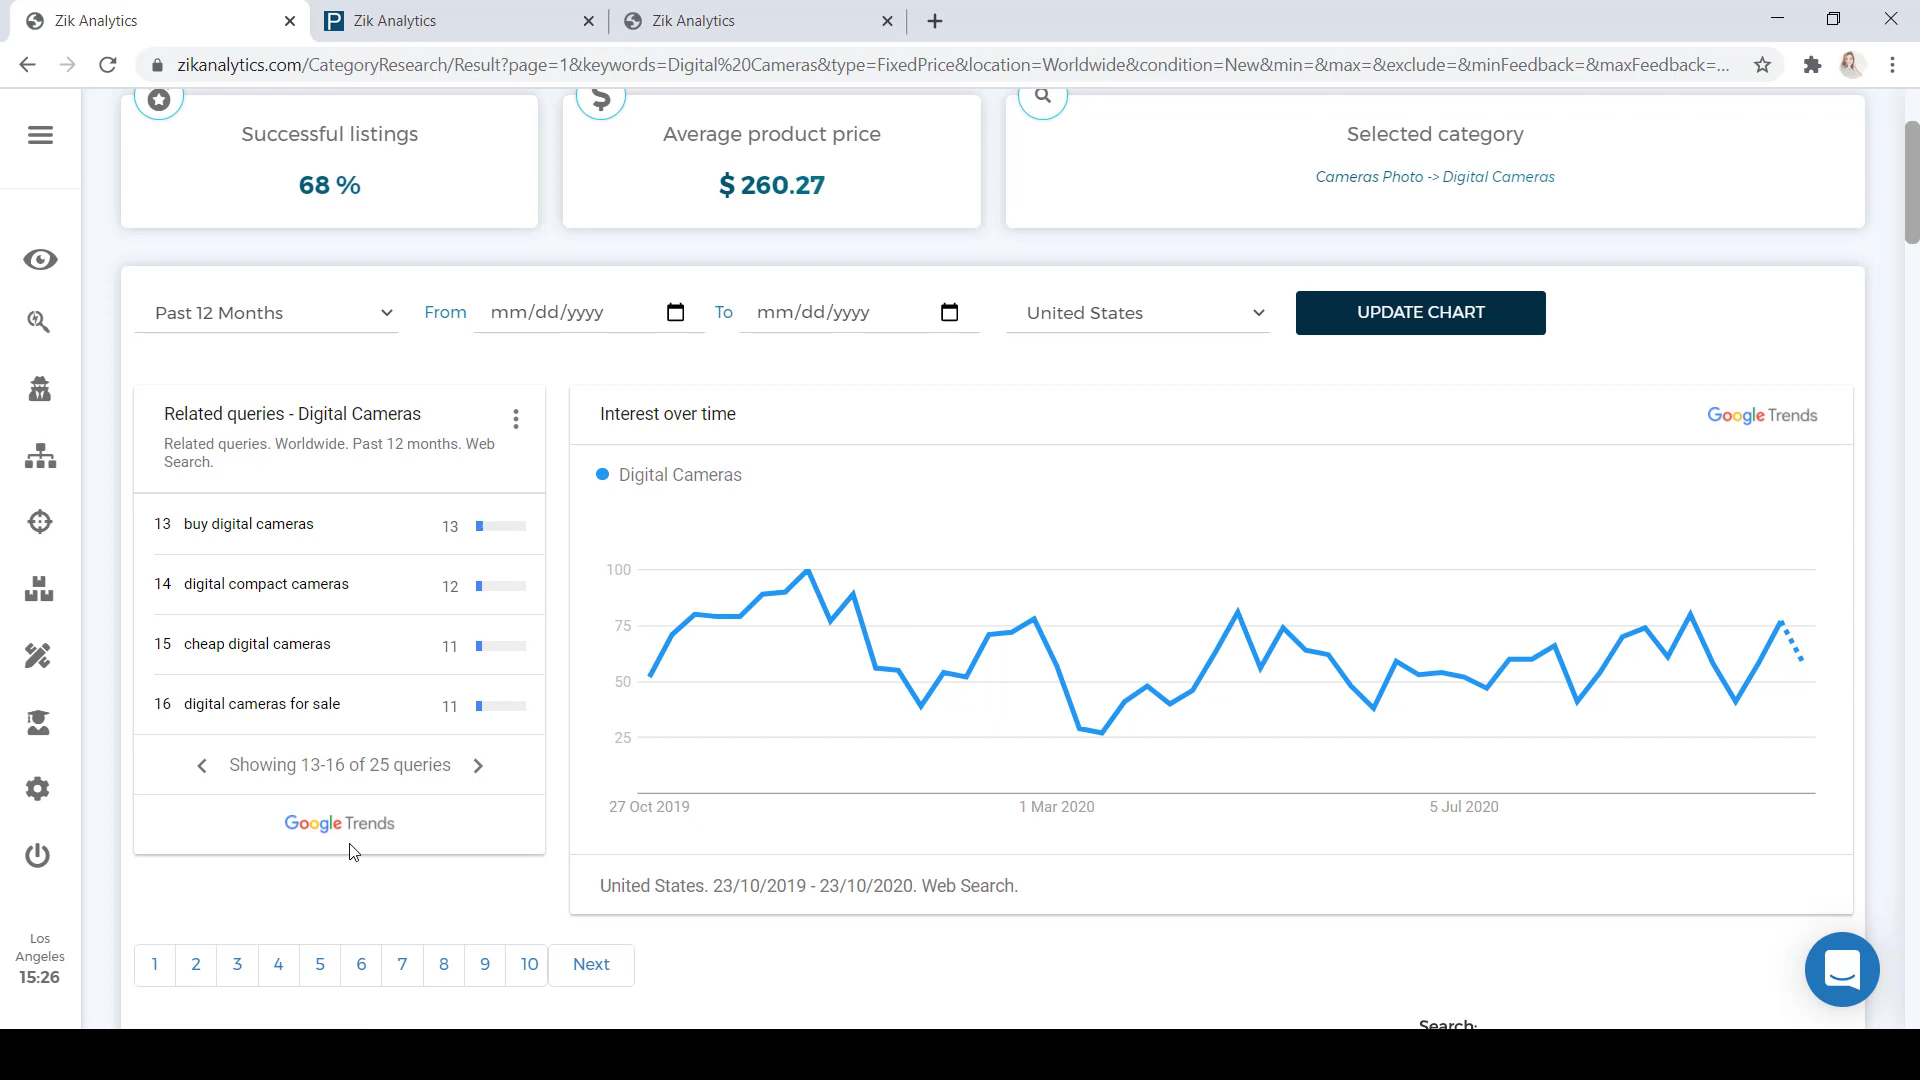 Zik Analytics
Zik Analytics
Zik Analytics
zikanalytics.com/CategoryResearch/Result?page=1&keywords=Digital%20Cameras&type=FixedPrice&location=Worldwide&condition=New&min=&max=&exclude=&minFeedback=&maxFeedback=...
Successful listings
68 %
Average product price
$ 260.27
Selected category
Cameras Photo -> Digital Cameras
Past 12 Months
From
mm/dd/yyyy
To
mm/dd/yyyy
United States
UPDATE CHART
Related queries - Digital Cameras
Related queries. Worldwide. Past 12 months. Web
Search.
13 buy digital cameras 13
14 digital compact cameras 12
15 cheap digital cameras 11
16 digital cameras for sale 11
Showing 13-16 of 25 queries
Google Trends
Interest over time
Google Trends
Digital Cameras
100
75
50
25
27 Oct 2019
1 Mar 2020
5 Jul 2020
United States. 23/10/2019 - 23/10/2020. Web Search.
1 2 3 4 5 6 7 8 9 10 Next
Search:
Los
Angeles
15:26